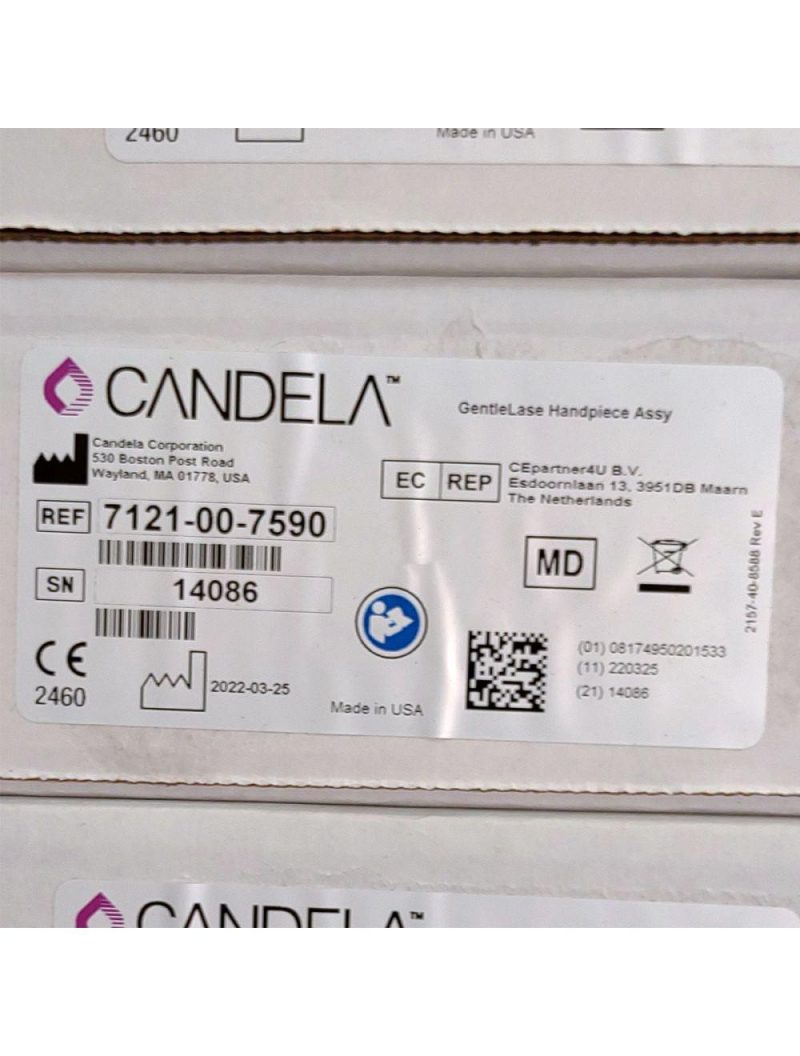 2460
Made in USA
CANDELA™
GentleLase Handpiece Assy
Candela Corporation
530 Boston Post Road
Wayland, MA 01778, USA
EC REP
CEpartner4U B.V.
Esdoornlaan 13, 3951DB Maarn
The Netherlands
REF 7121-00-7590
SN 14086
MD
2157-40-8588 Rev E
CE
2460
2022-03-25
Made in USA
(01) 08174950201533
(11) 220325
(21) 14086
CANDELA™